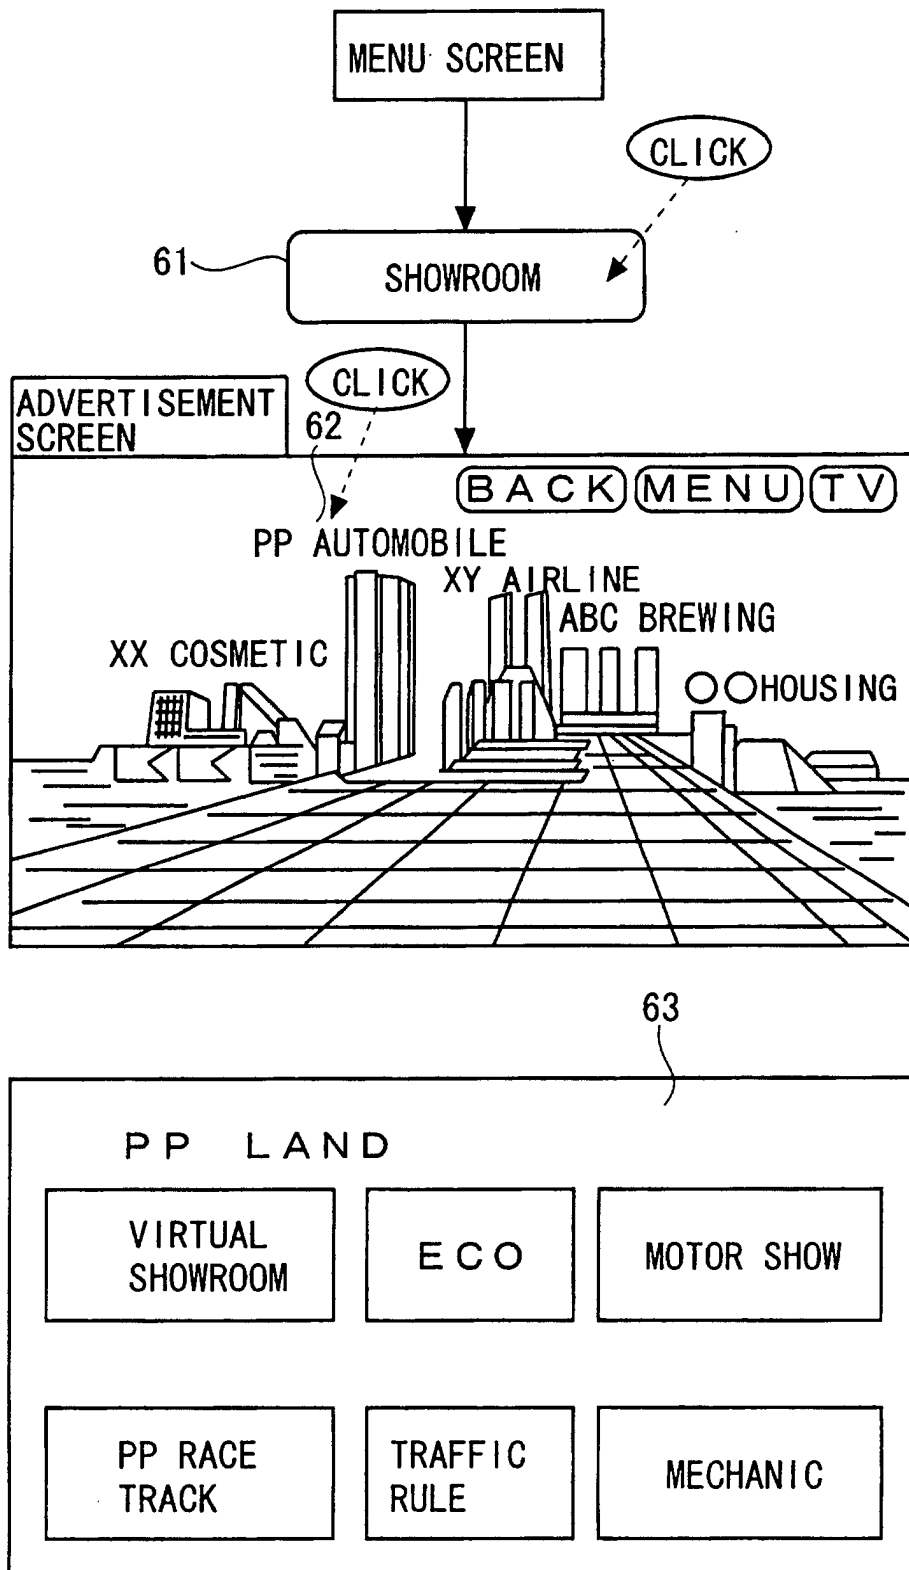 MENU SCREEN
CLICK
61
SHOWROOM
CLICK
ADVERTISEMENT
SCREEN
62
BACK MENU TV
PP AUTOMOBILE
XY AIRLINE
ABC BREWING
XX COSMETIC
○○HOUSING
63
PP LAND
VIRTUAL
SHOWROOM
ECO
MOTOR SHOW
PP RACE
TRACK
TRAFFIC
RULE
MECHANIC